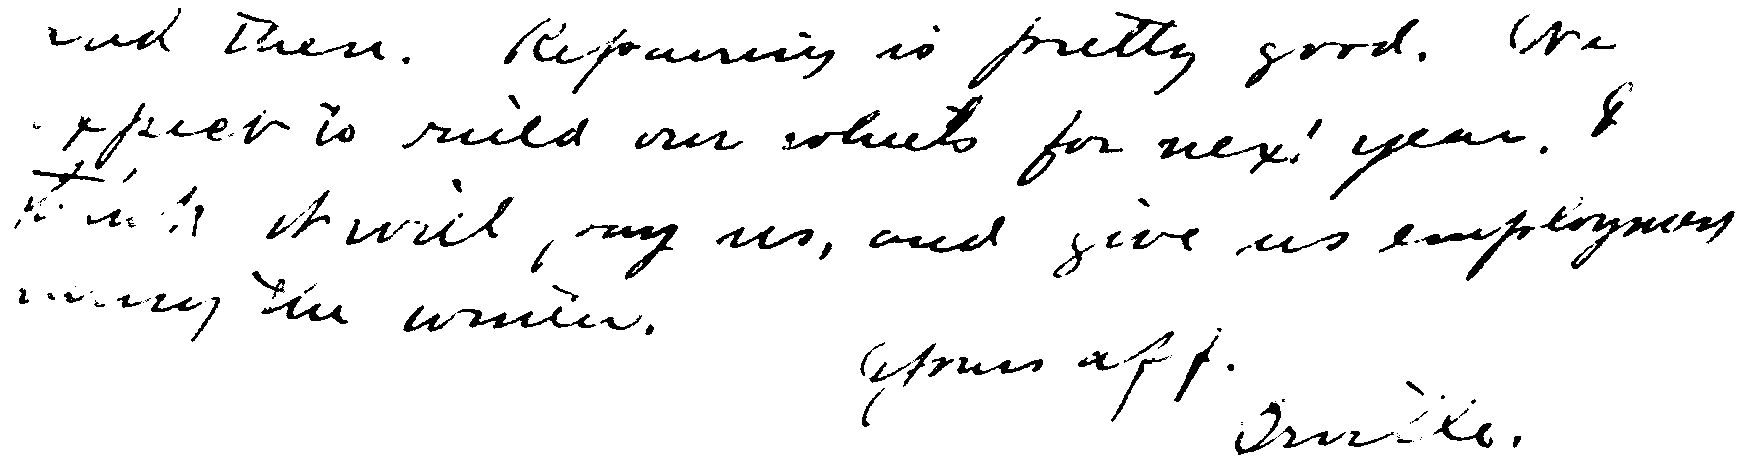 and then. Repairing is pretty good. We
expect to build our wheels for next year. I
think it will pay us, and give us employment
during the winter.
Yours aff.
Orville.